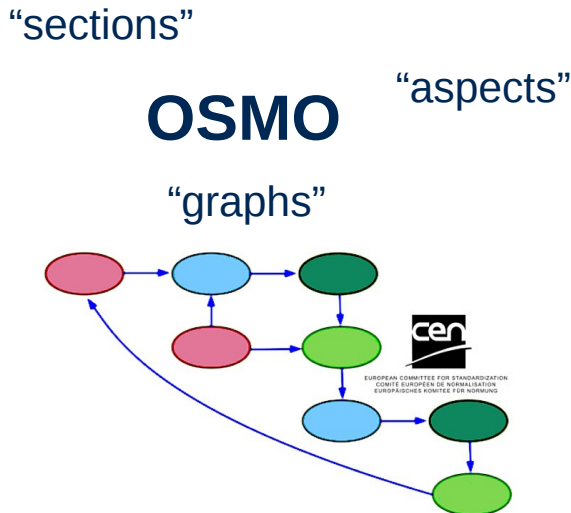 “sections”
“aspects”
OSMO
“graphs”
cen
EUROPEAN COMMITTEE FOR STANDARDIZATION
COMITÉ EUROPÉEN DE NORMALISATION
EUROPÄISCHES KOMITEE FÜR NORMUNG